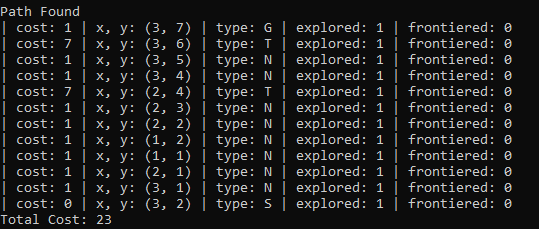 Path Found
| cost: 1 | x, y: (3, 7) | type: G | explored: 1 | frontiered: 0
| cost: 7 | x, y: (3, 6) | type: T | explored: 1 | frontiered: 0
| cost: 1 | x, y: (3, 5) | type: N | explored: 1 | frontiered: 0
| cost: 1 | x, y: (3, 4) | type: N | explored: 1 | frontiered: 0
| cost: 7 | x, y: (2, 4) | type: T | explored: 1 | frontiered: 0
| cost: 1 | x, y: (2, 3) | type: N | explored: 1 | frontiered: 0
| cost: 1 | x, y: (2, 2) | type: N | explored: 1 | frontiered: 0
| cost: 1 | x, y: (1, 2) | type: N | explored: 1 | frontiered: 0
| cost: 1 | x, y: (1, 1) | type: N | explored: 1 | frontiered: 0
| cost: 1 | x, y: (2, 1) | type: N | explored: 1 | frontiered: 0
| cost: 1 | x, y: (3, 1) | type: N | explored: 1 | frontiered: 0
| cost: 0 | x, y: (3, 2) | type: S | explored: 1 | frontiered: 0
Total Cost: 23